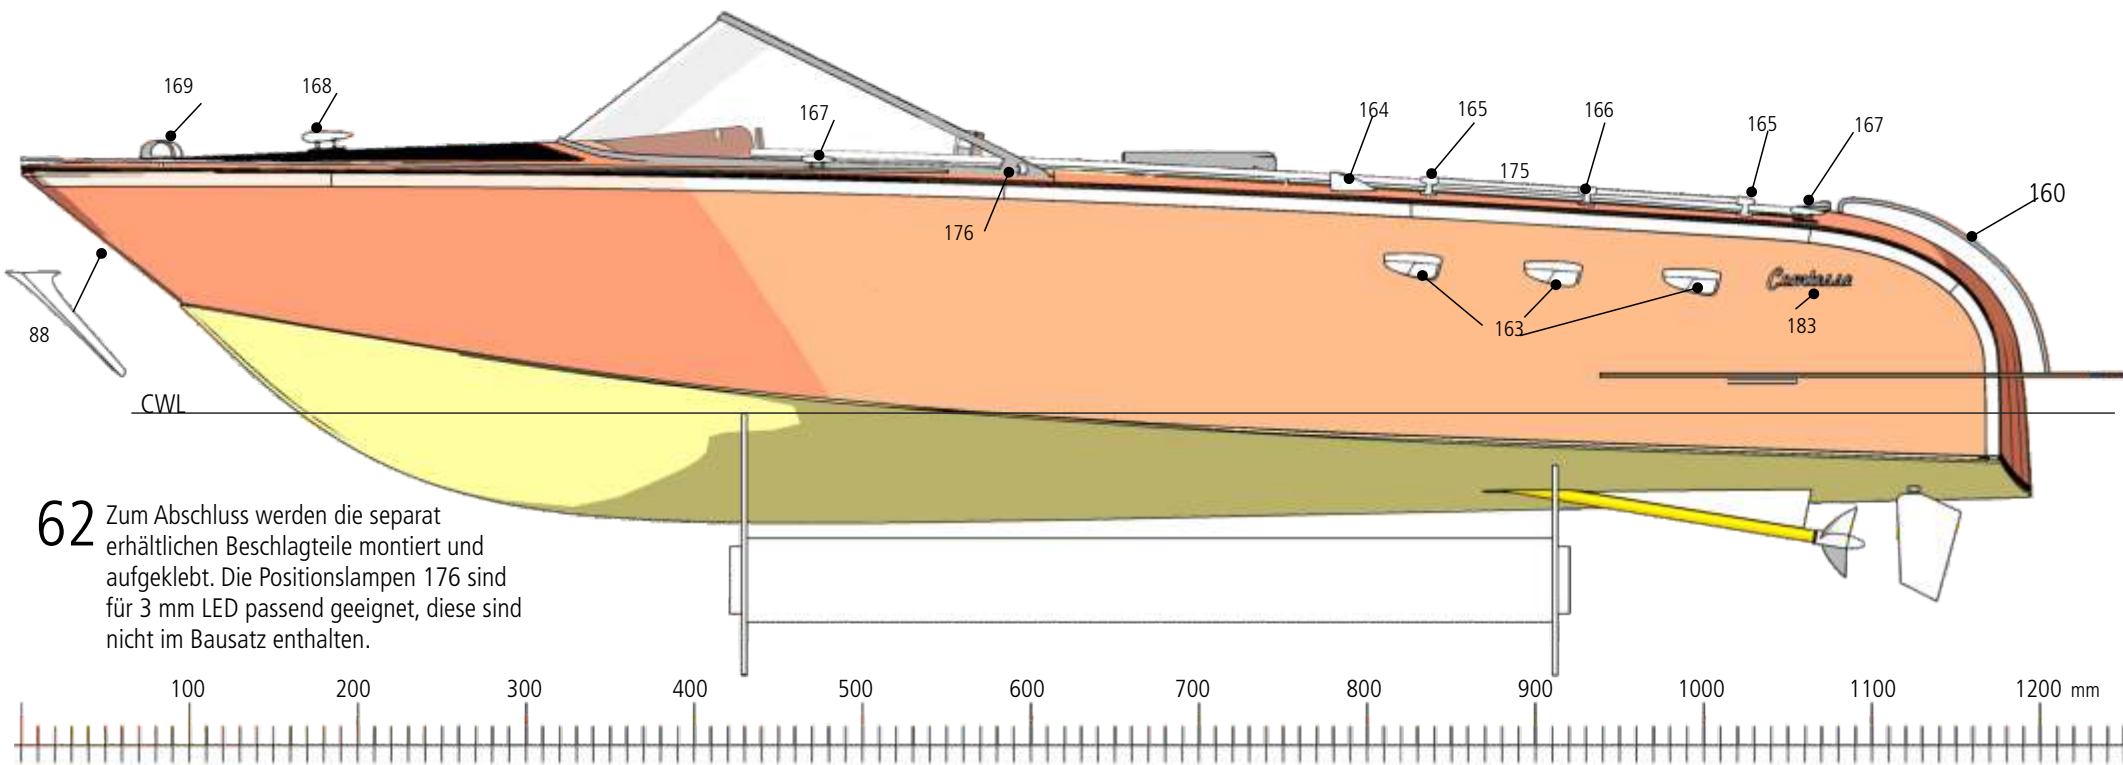 169
168
167
164
165
166
165
167
175
160
176
Comtesse
163
183
88
CWL
62 Zum Abschluss werden die separat
erhältlichen Beschlagteile montiert und
aufgeklebt. Die Positionslampen 176 sind
für 3 mm LED passend geeignet, diese sind
nicht im Bausatz enthalten.
100 200 300 400 500 600 700 800 900 1000 1100 1200 mm